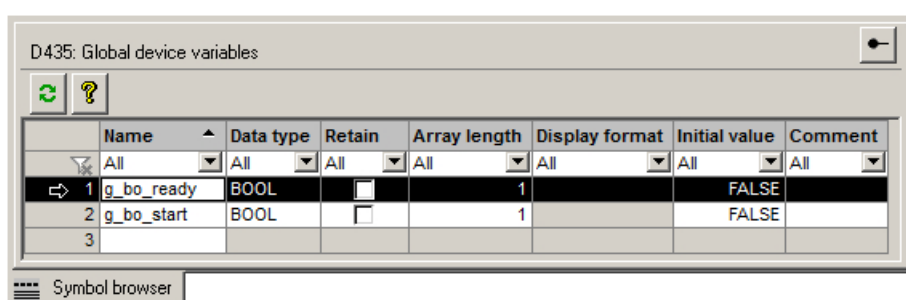 D435: Global device variables
Name Data type Retain Array length Display format Initial value Comment
All All All All All All All
1 g_bo_ready BOOL 1 FALSE
2 g_bo_start BOOL 1 FALSE
3
Symbol browser